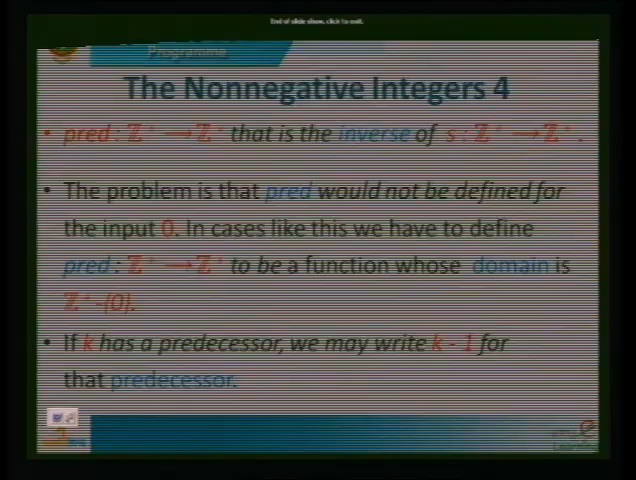 End of slide show, click to exit.
Programme
The Nonnegative Integers 4
• pred : ℤ⁺ → ℤ⁺ that is the inverse of s : ℤ⁺ → ℤ⁺ .
• The problem is that pred would not be defined for
the input 0. In cases like this we have to define
pred : ℤ⁺ → ℤ⁺ to be a function whose domain is
ℤ⁺ -{0}.
• If k has a predecessor, we may write k - 1 for
that predecessor.